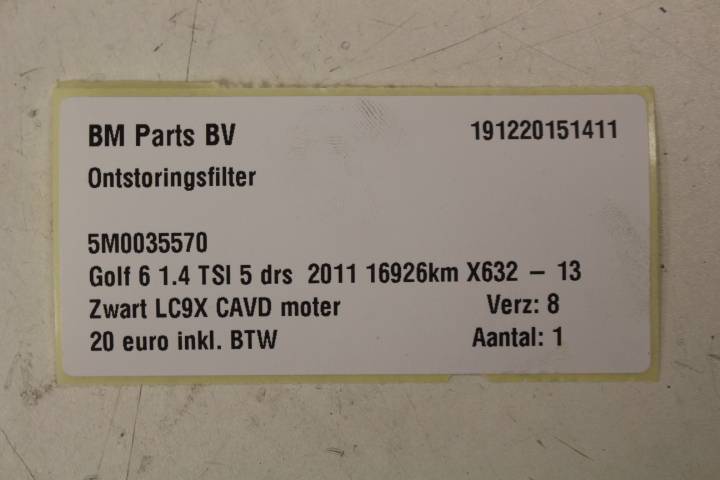 BM Parts BV 191220151411
Ontstoringsfilter
5M0035570
Golf 6 1.4 TSI 5 drs 2011 16926km X632 – 13
Zwart LC9X CAVD moter Verz: 8
20 euro inkl. BTW Aantal: 1